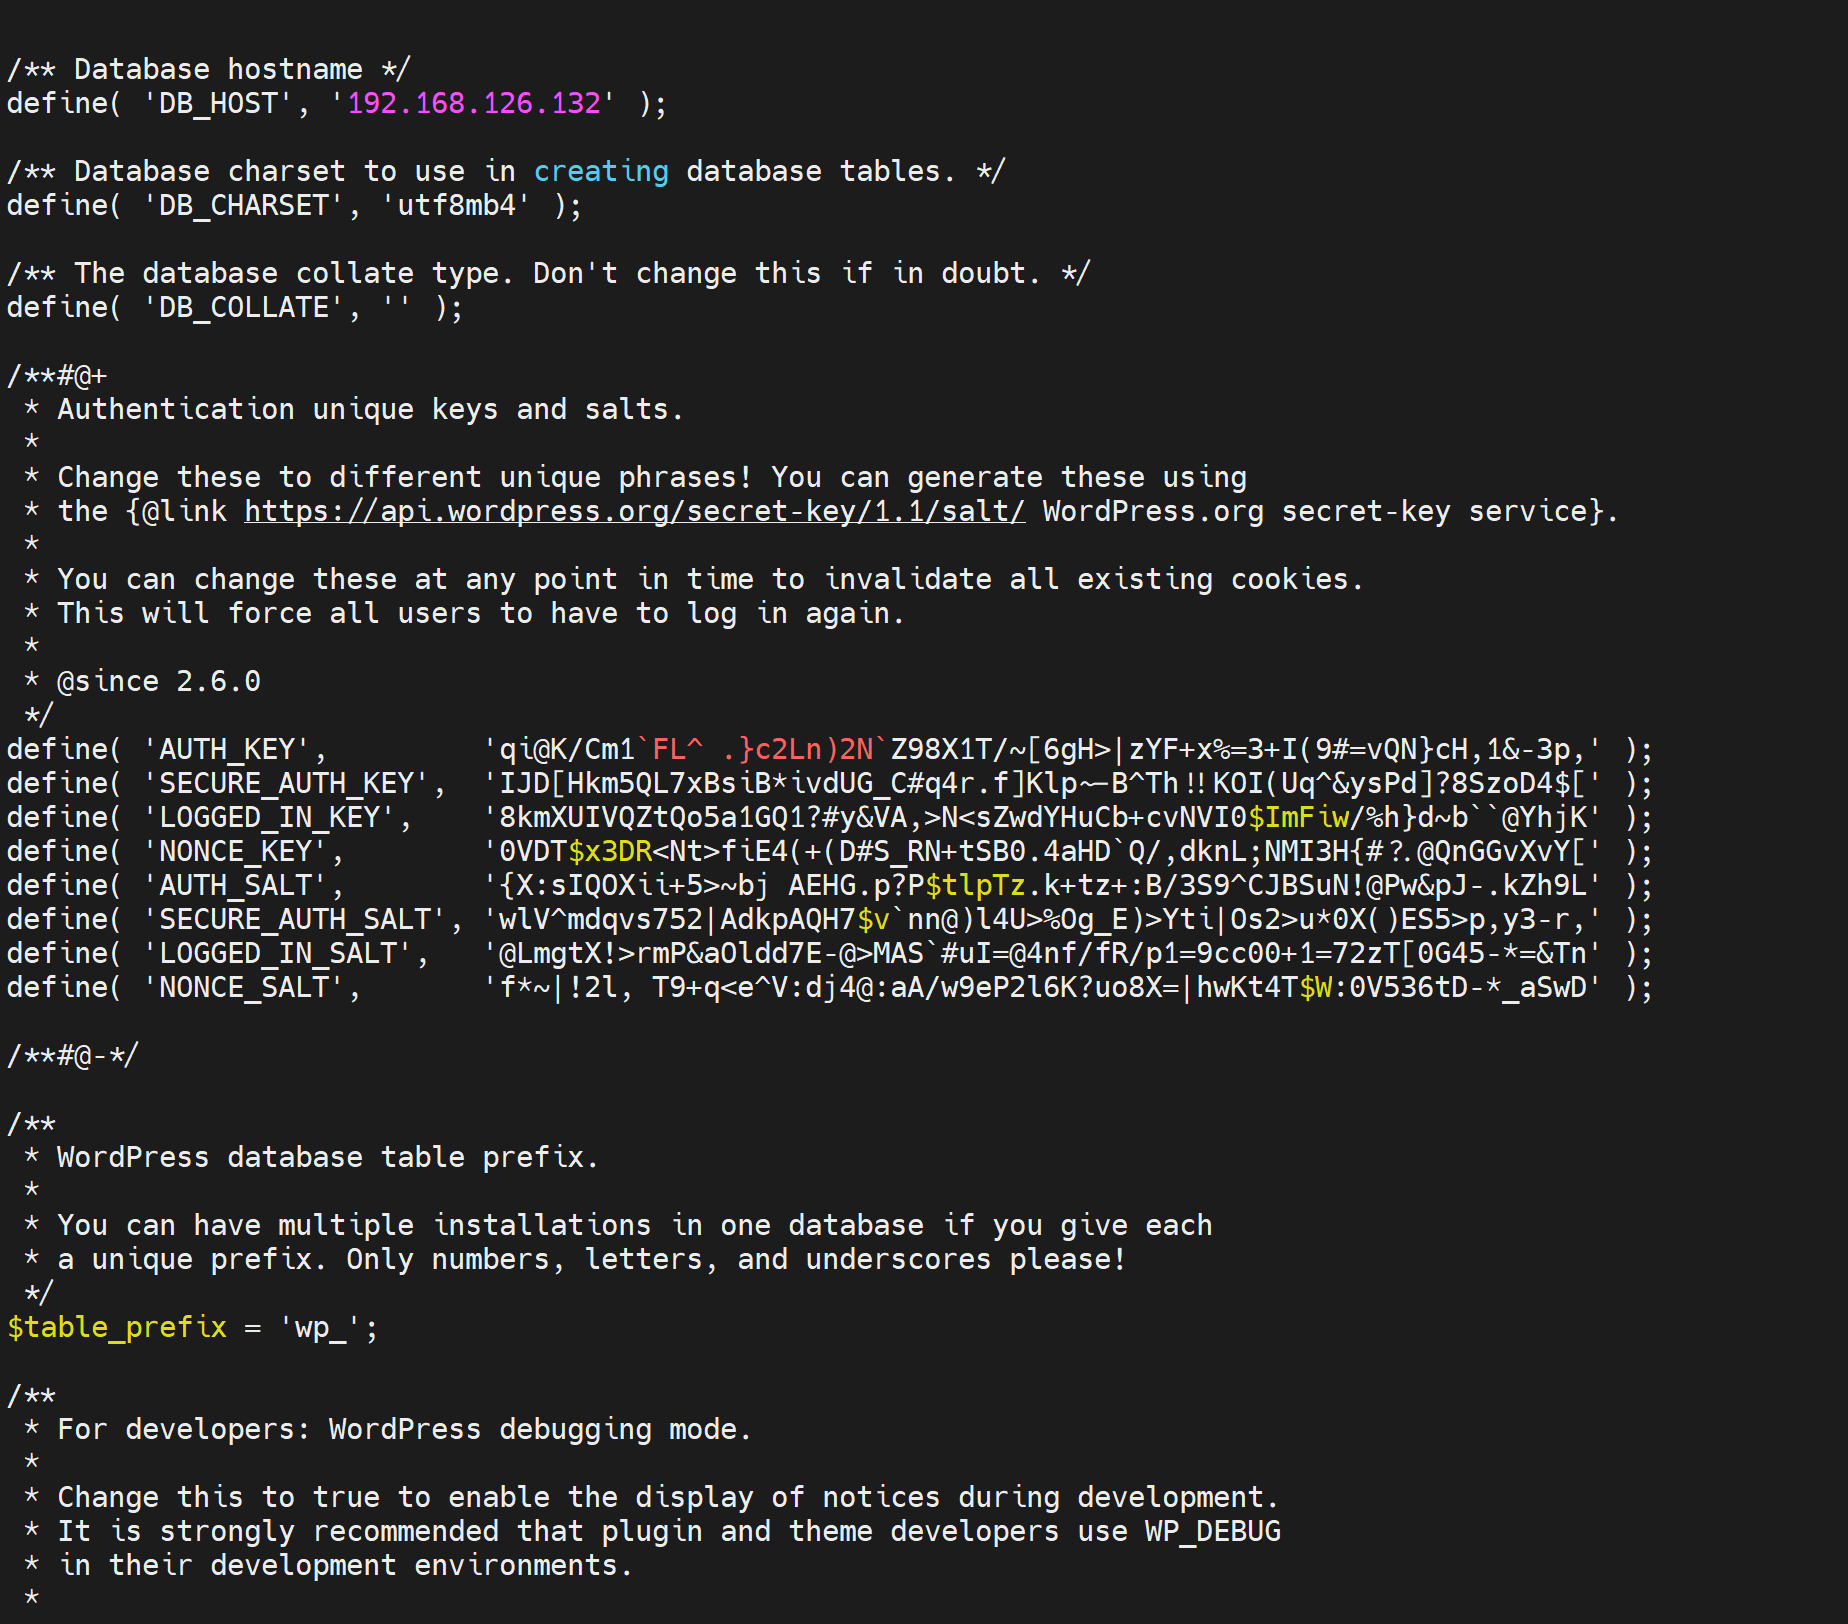 /** Database hostname */
define( 'DB_HOST', '192.168.126.132' );
/** Database charset to use in creating database tables. */
define( 'DB_CHARSET', 'utf8mb4' );
/** The database collate type. Don't change this if in doubt. */
define( 'DB_COLLATE', '' );
/**#@+
 * Authentication unique keys and salts.
 *
 * Change these to different unique phrases! You can generate these using
 * the {@link https://api.wordpress.org/secret-key/1.1/salt/ WordPress.org secret-key service}.
 *
 * You can change these at any point in time to invalidate all existing cookies.
 * This will force all users to have to log in again.
 *
 * @since 2.6.0
 */
define( 'AUTH_KEY',         'qi@K/Cm1`FL^ .}c2Ln)2N`Z98X1T/~[6gH>|zYF+x%=3+I(9#=vQN}cH,1&-3p,' );
define( 'SECURE_AUTH_KEY',  'IJD[Hkm5QL7xBsiB*ivdUG_C#q4r.f]Klp~-B^Th!!KOI(Uq^&ysPd]?8SzoD4$[' );
define( 'LOGGED_IN_KEY',    '8kmXUIVQZtQo5a1GQ1?#y&VA,>N<sZwdYHuCb+cvNVI0$ImFiw/%h}d~b``@YhjK' );
define( 'NONCE_KEY',        '0VDT$x3DR<Nt>fiE4(+(D#S_RN+tSB0.4aHD`Q/,dknL;NMI3H{#?.@QnGGvXvY[' );
define( 'AUTH_SALT',        '{X:sIQOXii+5>~bj AEHG.p?P$tlpTz.k+tz+:B/3S9^CJBSuN!@Pw&pJ-.kZh9L' );
define( 'SECURE_AUTH_SALT', 'wlV^mdqvs752|AdkpAQH7$v`nn@)l4U>%Og_E)>Yti|Os2>u*0X()ES5>p,y3-r,' );
define( 'LOGGED_IN_SALT',   '@LmgtX!>rmP&aOldd7E-@>MAS`#uI=@4nf/fR/p1=9cc00+1=72zT[0G45-*=&Tn' );
define( 'NONCE_SALT',       'f*~|!2l, T9+q<e^V:dj4@:aA/w9eP2l6K?uo8X=|hwKt4T$W:0V536tD-*_aSwD' );
/**#@-*/
/**
 * WordPress database table prefix.
 *
 * You can have multiple installations in one database if you give each
 * a unique prefix. Only numbers, letters, and underscores please!
 */
$table_prefix = 'wp_';
/**
 * For developers: WordPress debugging mode.
 *
 * Change this to true to enable the display of notices during development.
 * It is strongly recommended that plugin and theme developers use WP_DEBUG
 * in their development environments.
 *